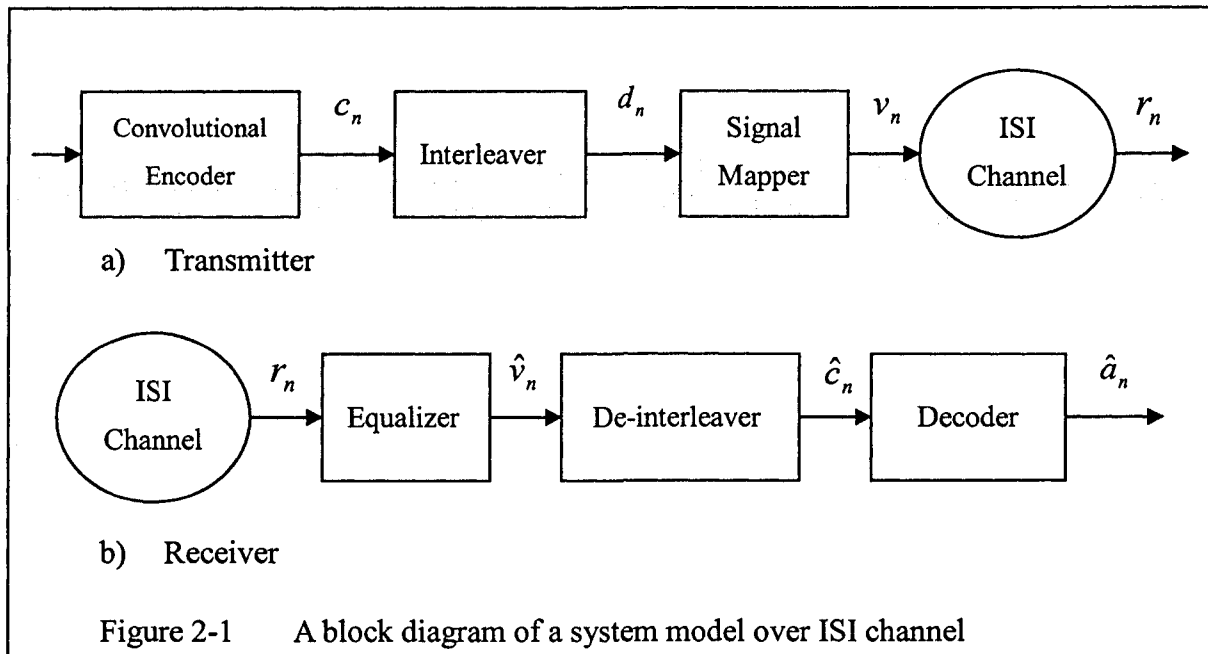 Convolutional
Encoder
c_n
Interleaver
d_n
Signal
Mapper
v_n
ISI
Channel
r_n
a) Transmitter
ISI
Channel
r_n
Equalizer
v̂_n
De-interleaver
ĉ_n
Decoder
â_n
b) Receiver
Figure 2-1 A block diagram of a system model over ISI channel